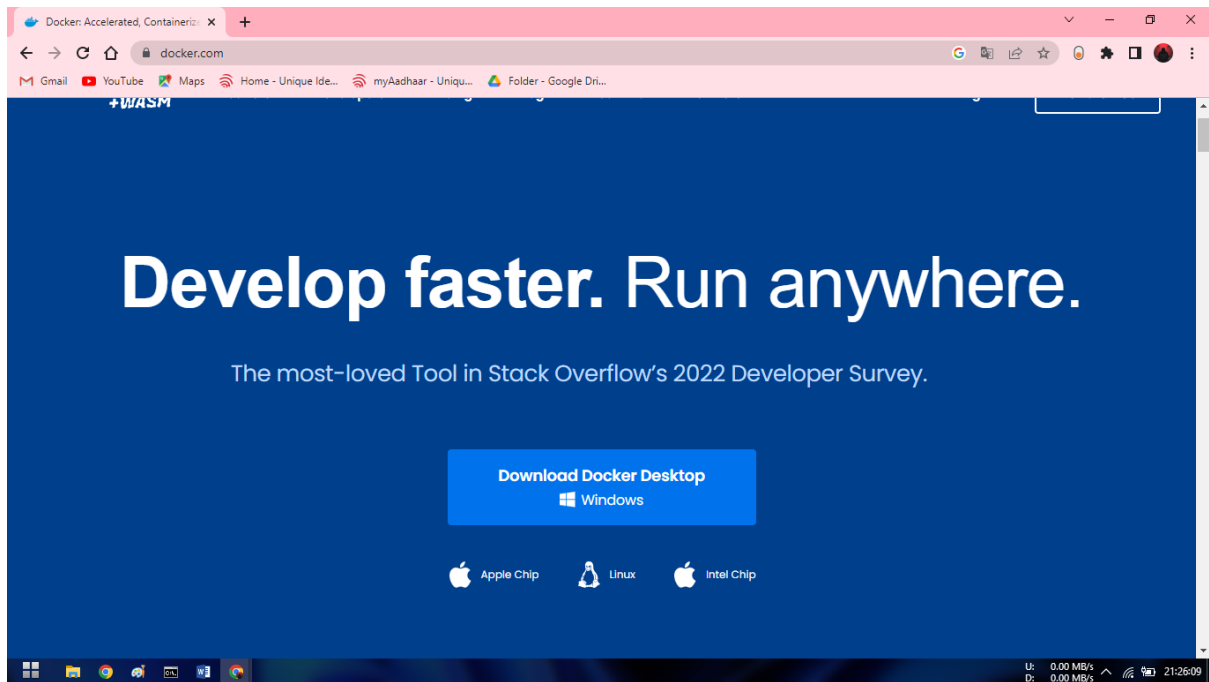 Docker: Accelerated, Containeriz
docker.com
Gmail
YouTube
Maps
Home - Unique Ide...
myAadhaar - Uniqu...
Folder - Google Dri...
+WASM
Develop faster. Run anywhere.
The most-loved Tool in Stack Overflow's 2022 Developer Survey.
Download Docker Desktop
Windows
Apple Chip
Linux
Intel Chip
U: 0.00 MB/s
D: 0.00 MB/s
21:26:09